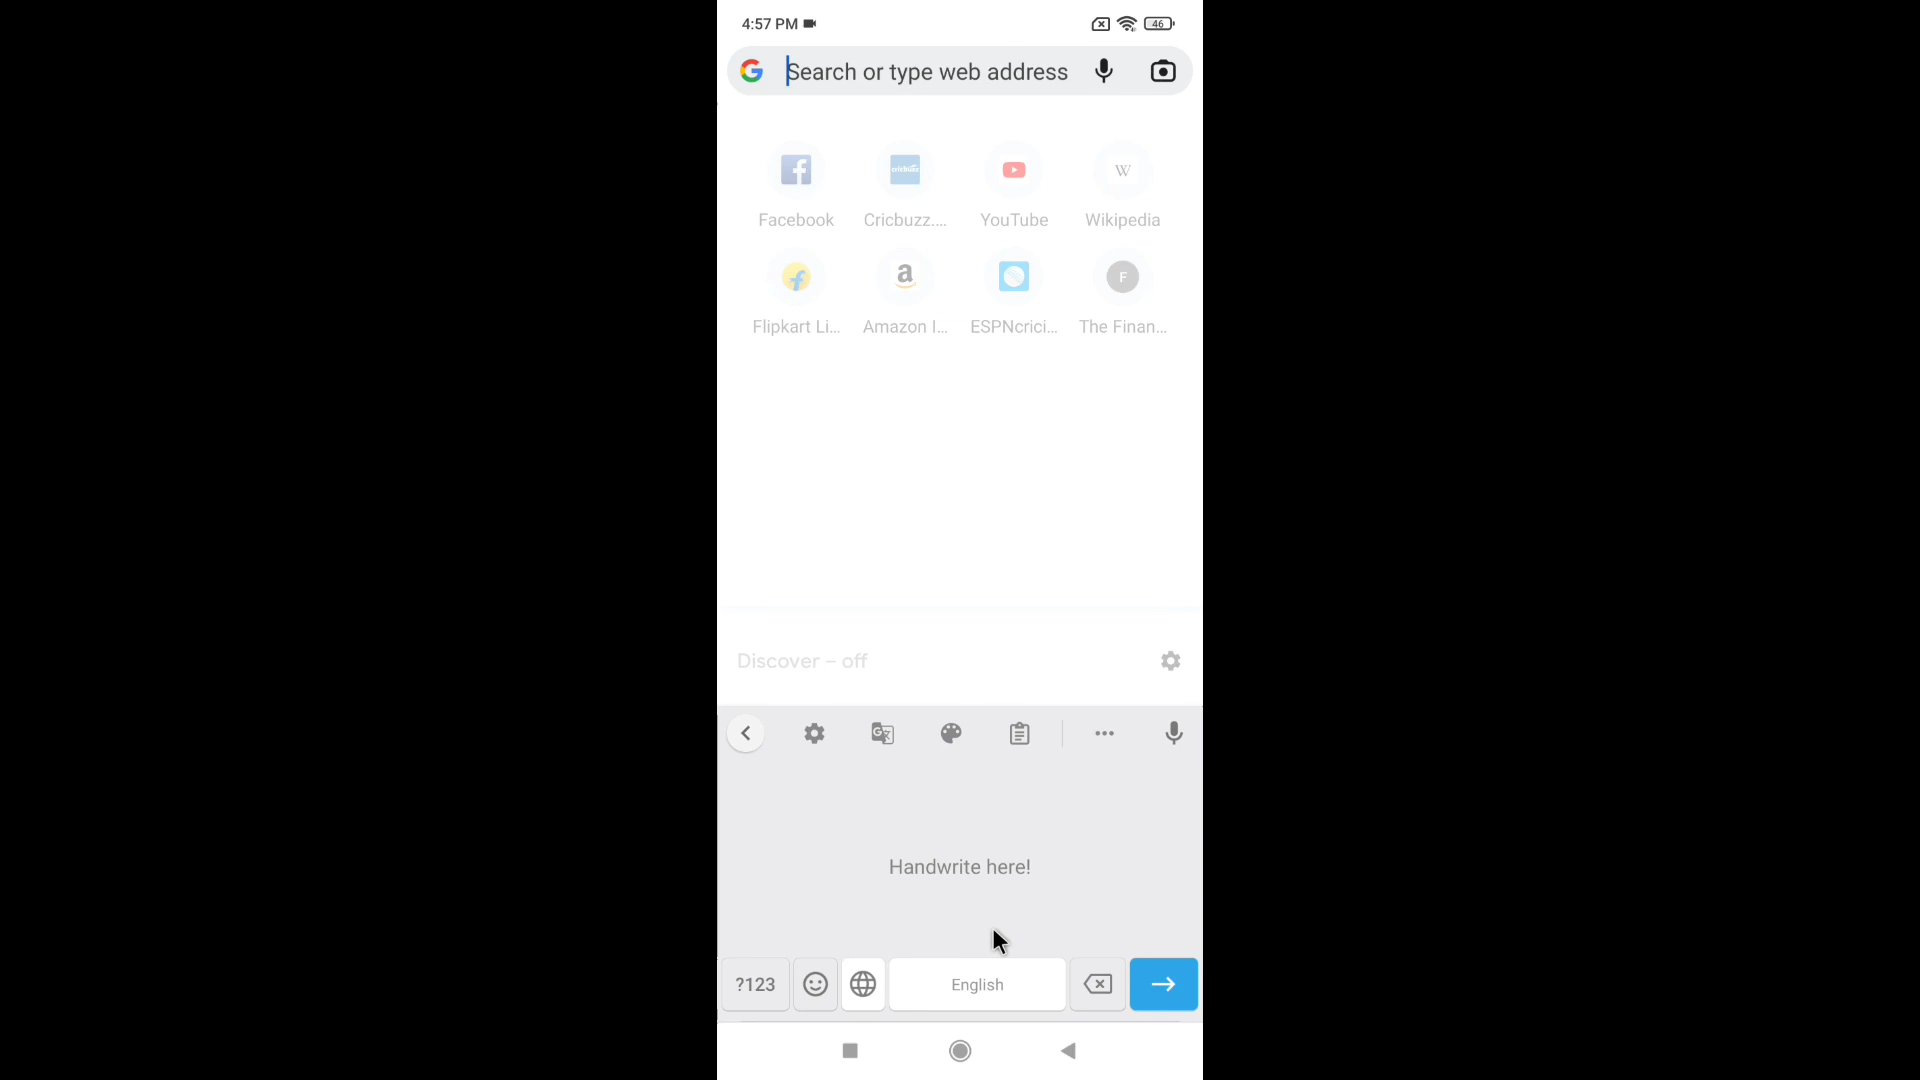 4:57 PM 46
Search or type web address
Facebook Cricbuzz.... YouTube Wikipedia
Flipkart Li... Amazon I... ESPNcrici... The Finan...
Discover – off
Handwrite here!
?123 English